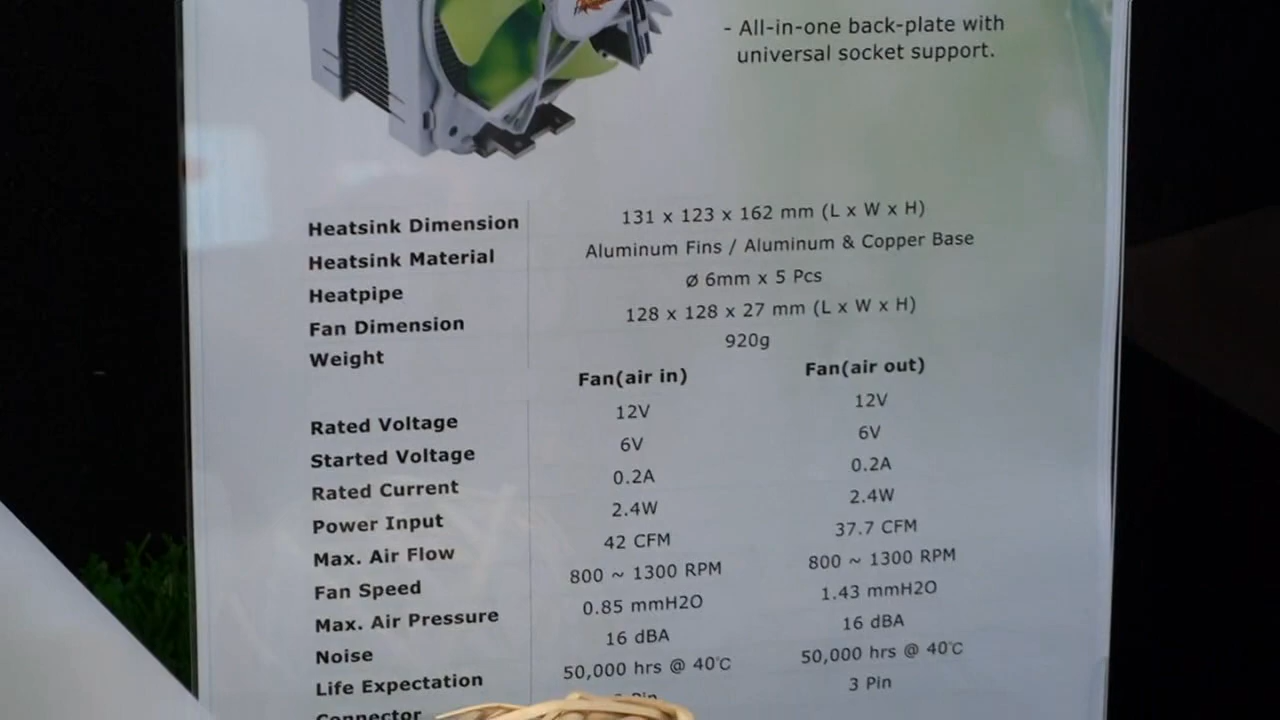 - All-in-one back-plate with
universal socket support.
Heatsink Dimension 131 x 123 x 162 mm (L x W x H)
Heatsink Material Aluminum Fins / Aluminum & Copper Base
Heatpipe ø 6mm x 5 Pcs
Fan Dimension 128 x 128 x 27 mm (L x W x H)
Weight 920g
Fan(air in) Fan(air out)
Rated Voltage 12V 12V
Started Voltage 6V 6V
Rated Current 0.2A 0.2A
Power Input 2.4W 2.4W
Max. Air Flow 42 CFM 37.7 CFM
Fan Speed 800 ~ 1300 RPM 800 ~ 1300 RPM
Max. Air Pressure 0.85 mmH2O 1.43 mmH2O
Noise 16 dBA 16 dBA
Life Expectation 50,000 hrs @ 40℃ 50,000 hrs @ 40℃
Connector Pin 3 Pin